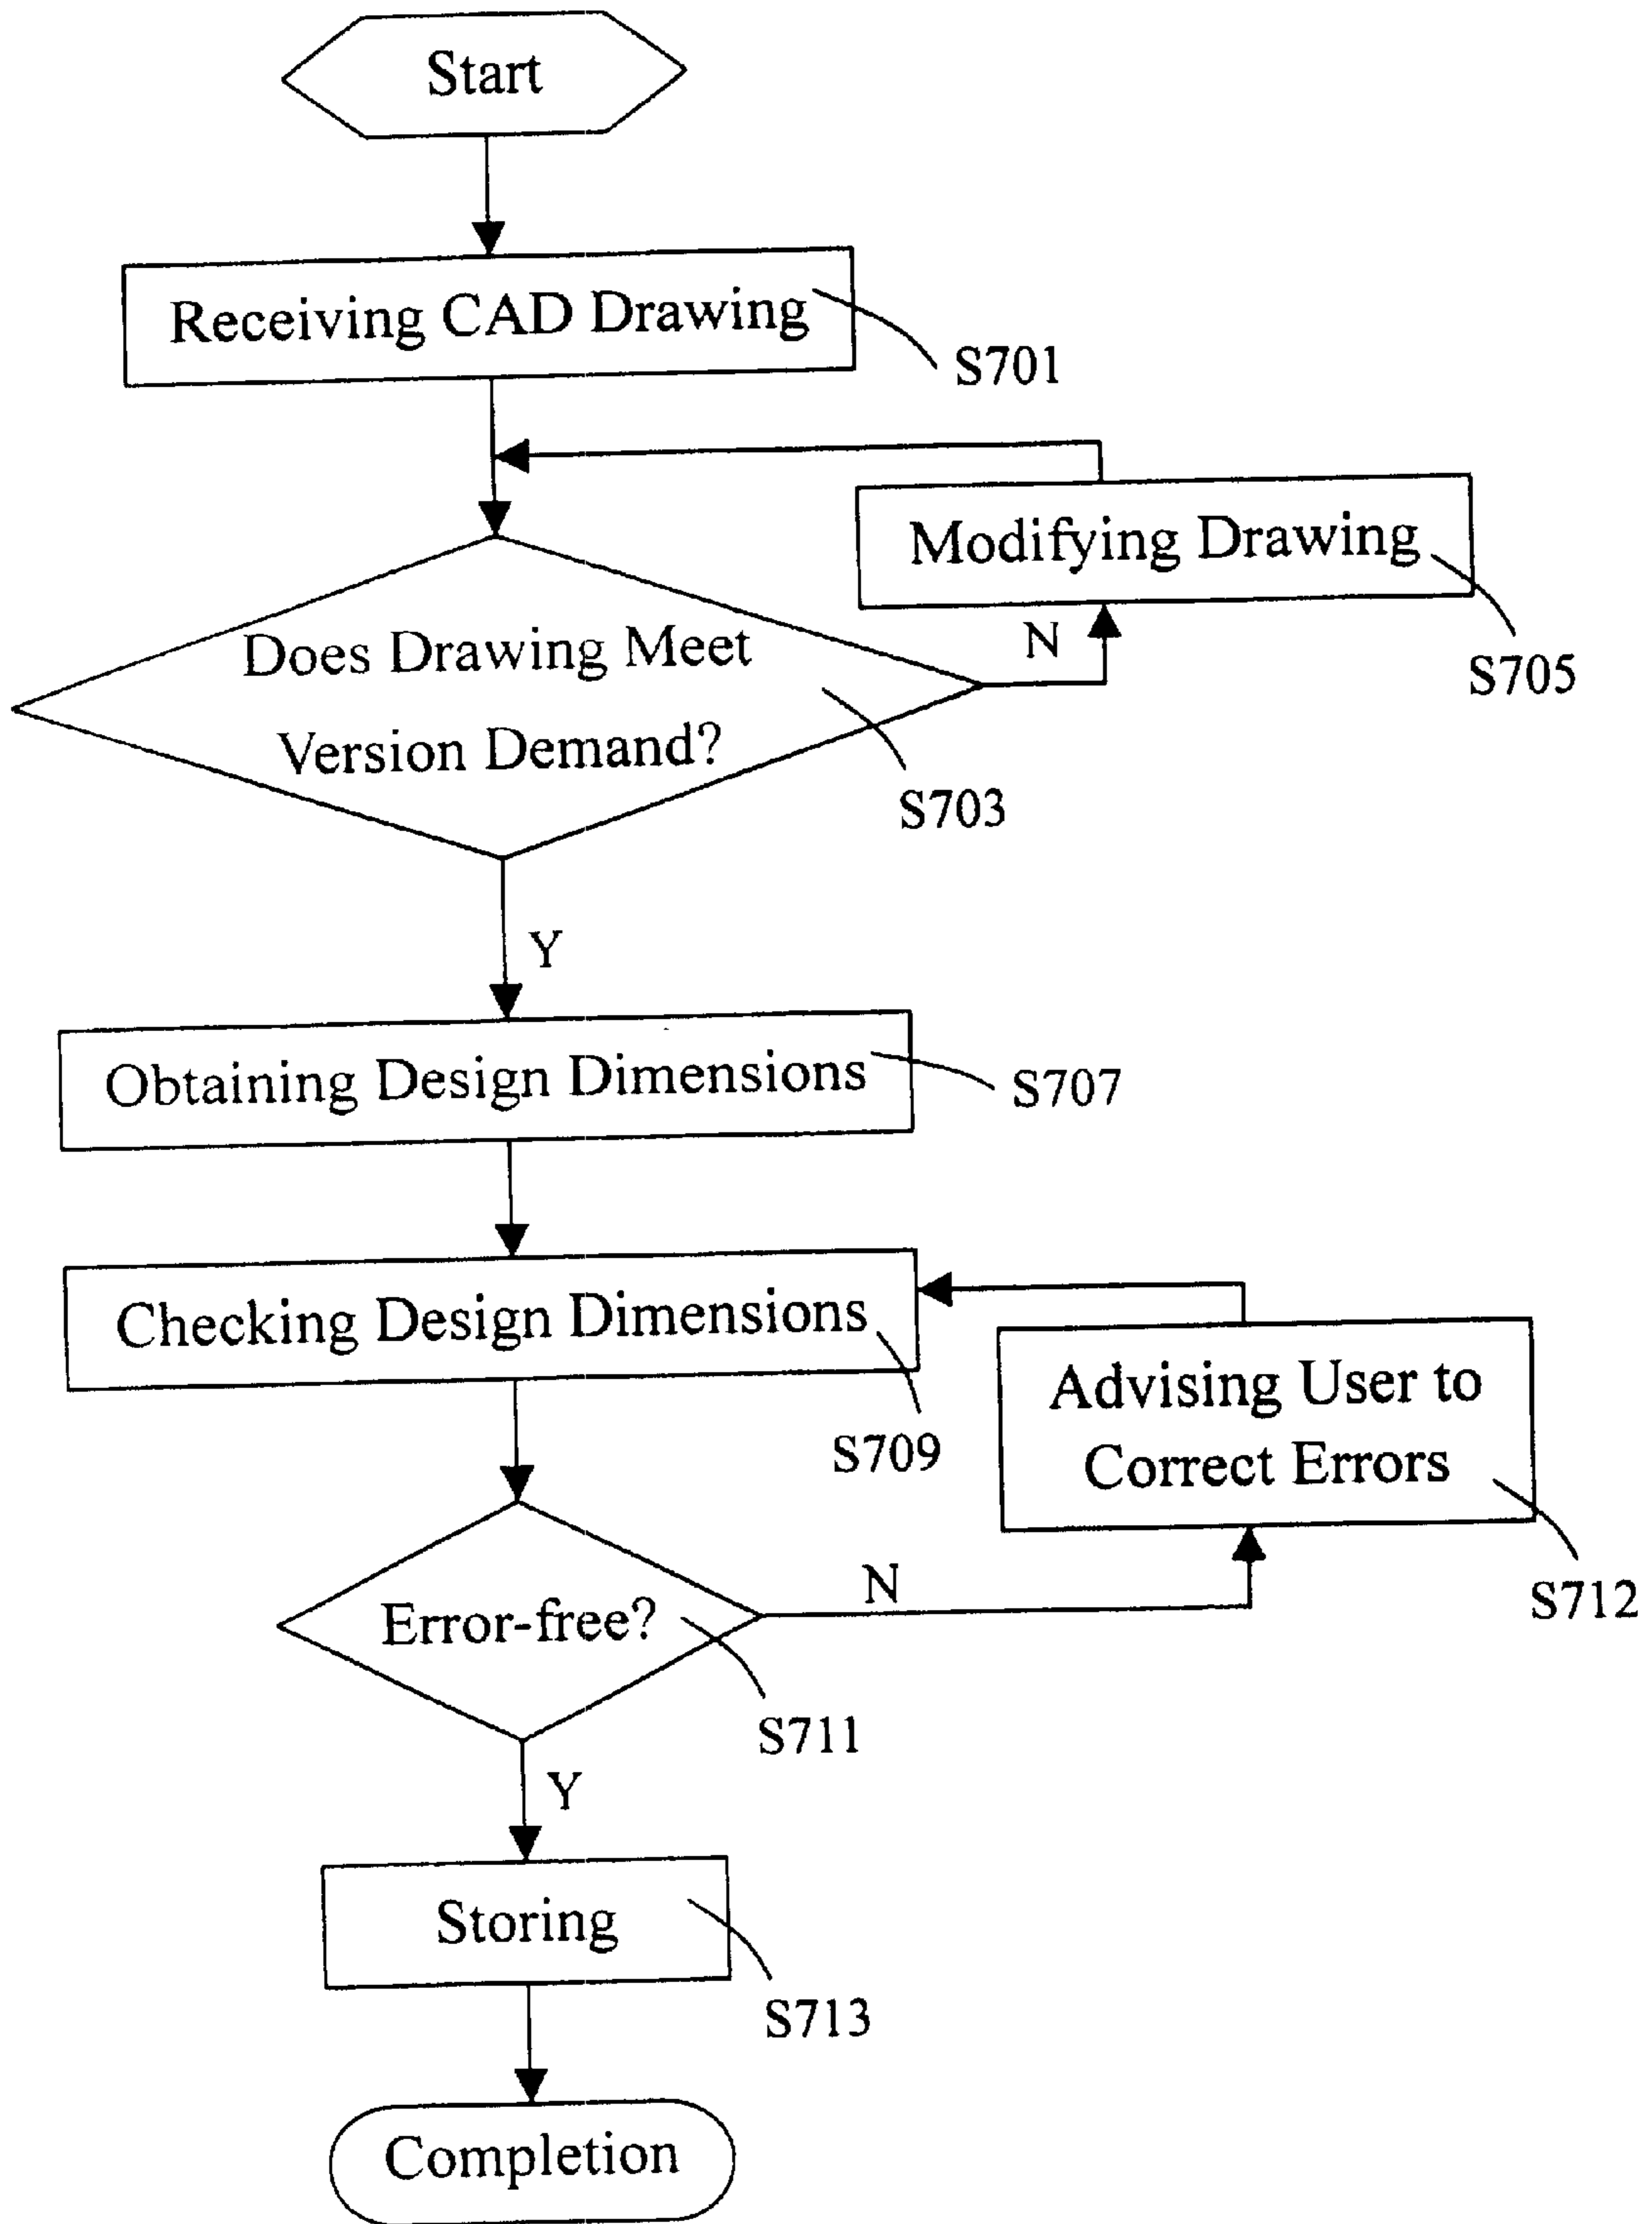 Start
Receiving CAD Drawing
S701
Modifying Drawing
S705
N
Does Drawing Meet
Version Demand?
S703
Y
Obtaining Design Dimensions
S707
Checking Design Dimensions
S709
Advising User to
Correct Errors
S712
N
Error-free?
S711
Y
Storing
S713
Completion